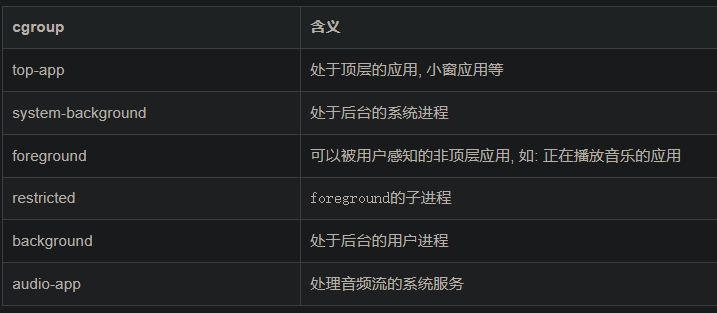 cgroup 含义
top-app 处于顶层的应用, 小窗应用等
system-background 处于后台的系统进程
foreground 可以被用户感知的非顶层应用, 如: 正在播放音乐的应用
restricted foreground的子进程
background 处于后台的用户进程
audio-app 处理音频流的系统服务